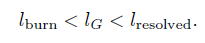 l_burn < l_G < l_resolved.